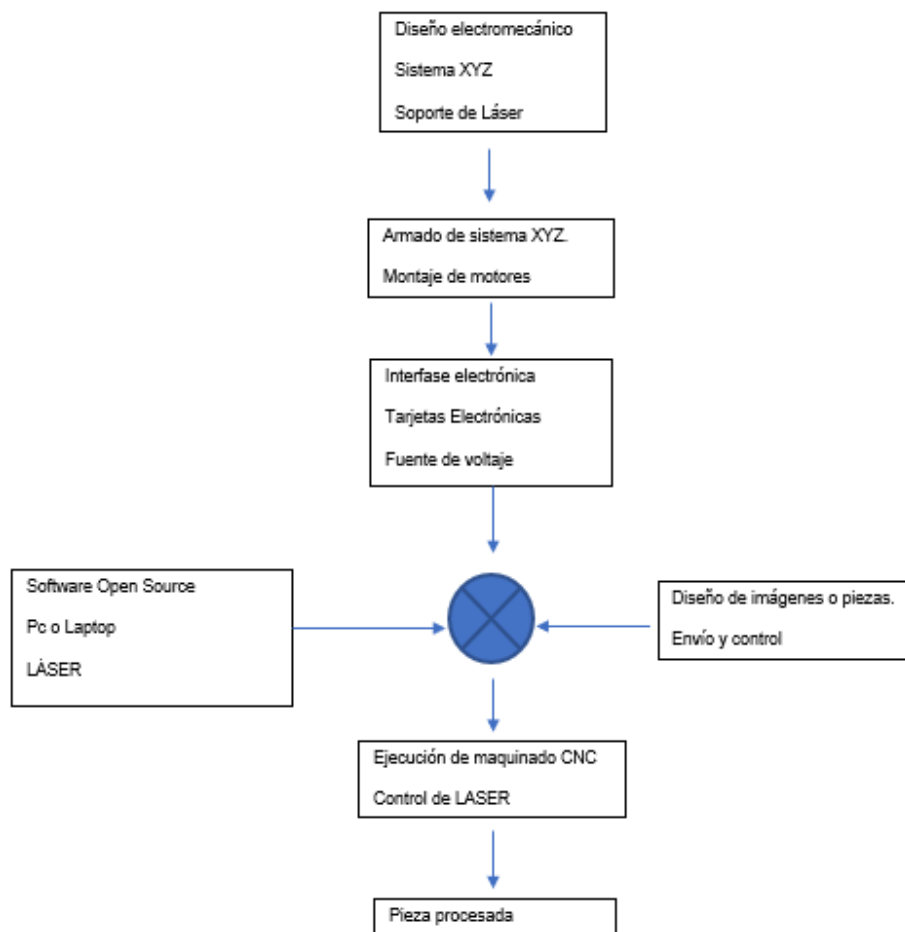 Diseño electromecánico
Sistema XYZ
Soporte de Láser
Armado de sistema XYZ.
Montaje de motores
Interfase electrónica
Tarjetas Electrónicas
Fuente de voltaje
Software Open Source
Pc o Laptop
LÀSER
Diseño de imágenes o piezas.
Envío y control
Ejecución de maquinado CNC
Control de LASER
Pieza procesada